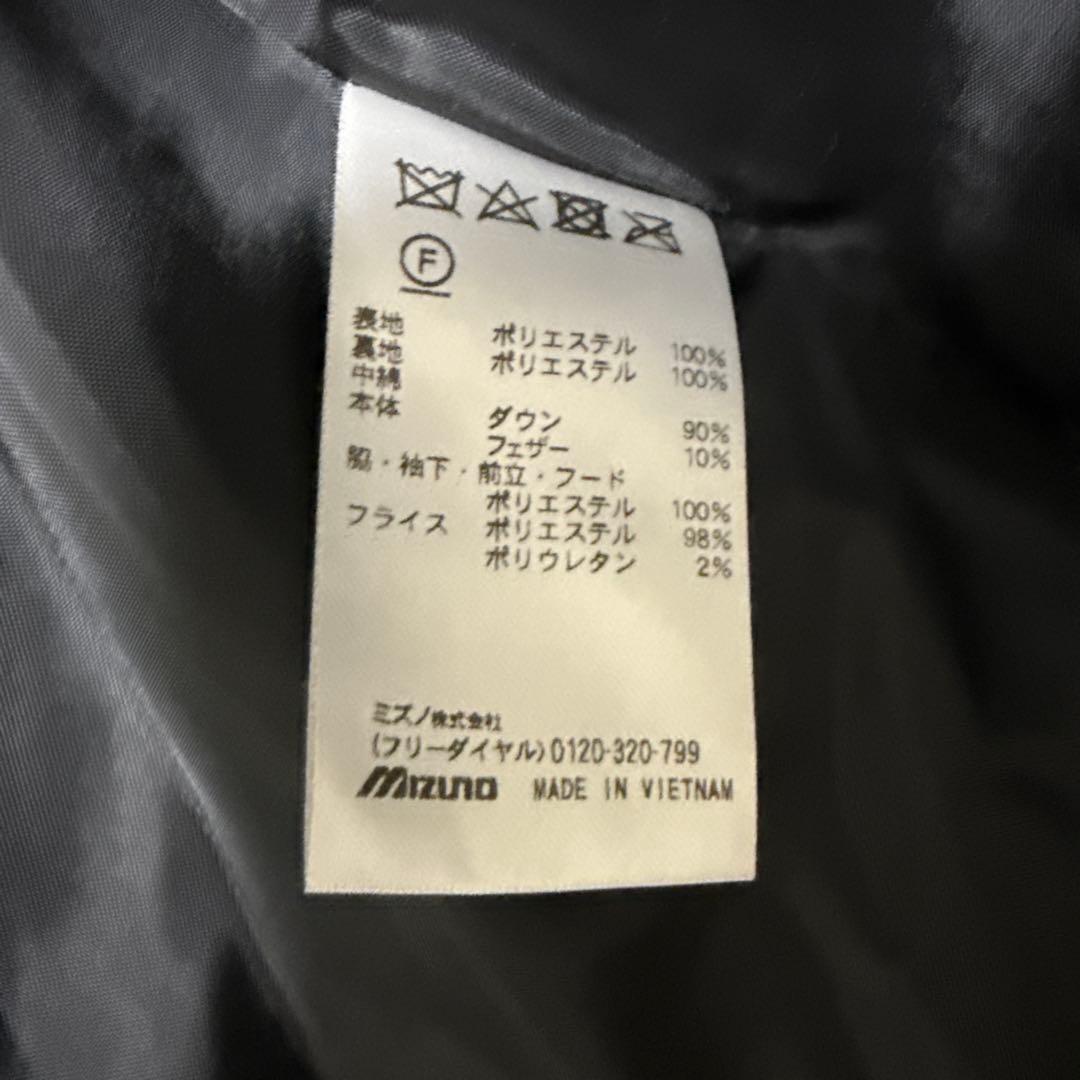 F
表地 ポリエステル 100%
裏地 ポリエステル 100%
中綿
本体 ダウン 90%
フェザー 10%
脇・袖下・前立・フード
ポリエステル 100%
フライス ポリエステル 98%
ポリウレタン 2%
ミズノ株式会社
(フリーダイヤル)0120-320-799
Mizuno MADE IN VIETNAM